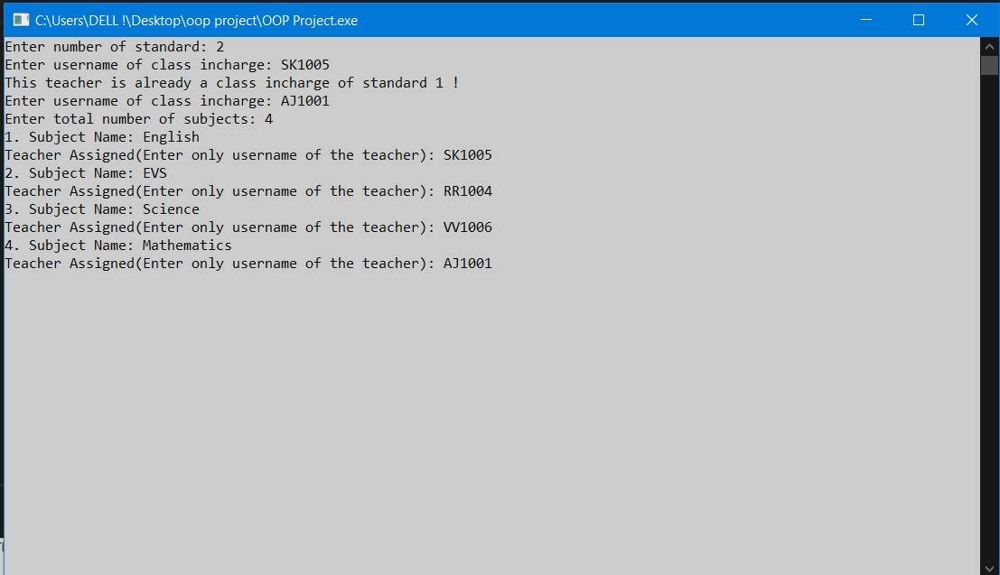 C:\Users\DELL !\Desktop\oop project\OOP Project.exe
Enter number of standard: 2
Enter username of class incharge: SK1005
This teacher is already a class incharge of standard 1 !
Enter username of class incharge: AJ1001
Enter total number of subjects: 4
1. Subject Name: English
Teacher Assigned(Enter only username of the teacher): SK1005
2. Subject Name: EVS
Teacher Assigned(Enter only username of the teacher): RR1004
3. Subject Name: Science
Teacher Assigned(Enter only username of the teacher): VV1006
4. Subject Name: Mathematics
Teacher Assigned(Enter only username of the teacher): AJ1001